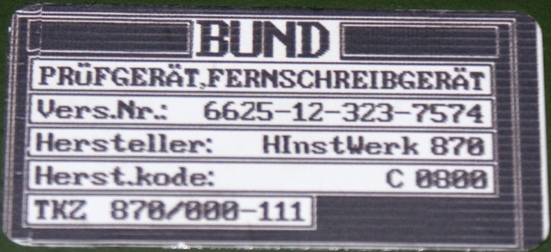 BUND
PRÜFGERÄT,FERNSCHREIBGERÄT
Vers.Nr.: 6625-12-323-7574
Hersteller: HInstWerk 870
Herst.kode: C 0800
TKZ 870/000-111